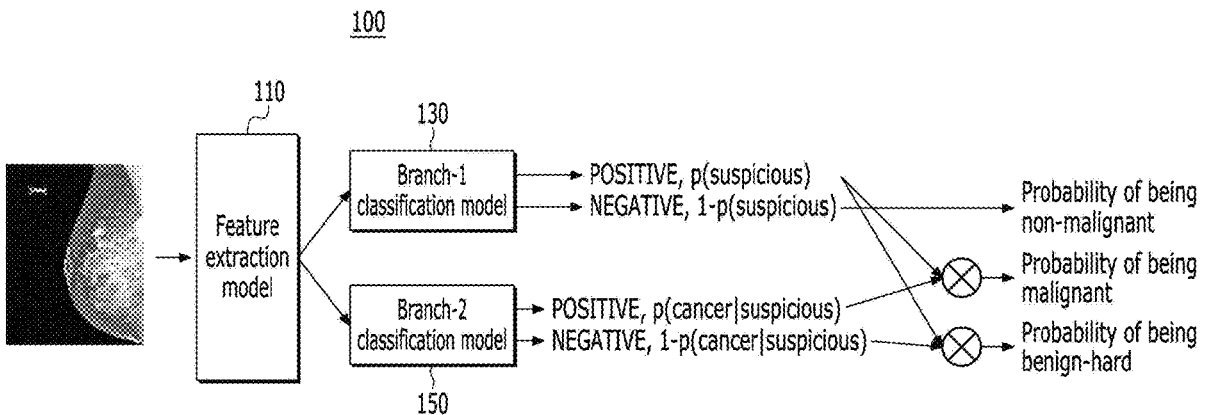 100
110
130
Branch-1
classification model
POSITIVE, p(suspicious)
NEGATIVE, 1-p(suspicious)
Probability of being
non-malignant
Feature
extraction
model
Probability of being
malignant
Branch-2
classification model
POSITIVE, p(cancer|suspicious)
NEGATIVE, 1-p(cancer|suspicious)
Probability of being
benign-hard
150